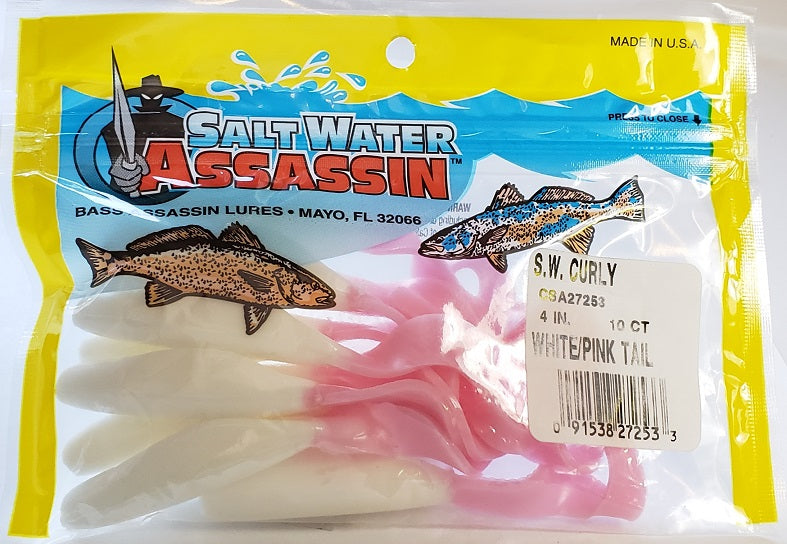 MADE IN U.S.A.
PRESS TO CLOSE
SALT WATER
ASSASSIN™
BASS ASSASSIN LURES • MAYO, FL 32066
S.W. CURLY
CSA27253
4 IN. 10 CT
WHITE/PINK TAIL
0 91538 27253 3